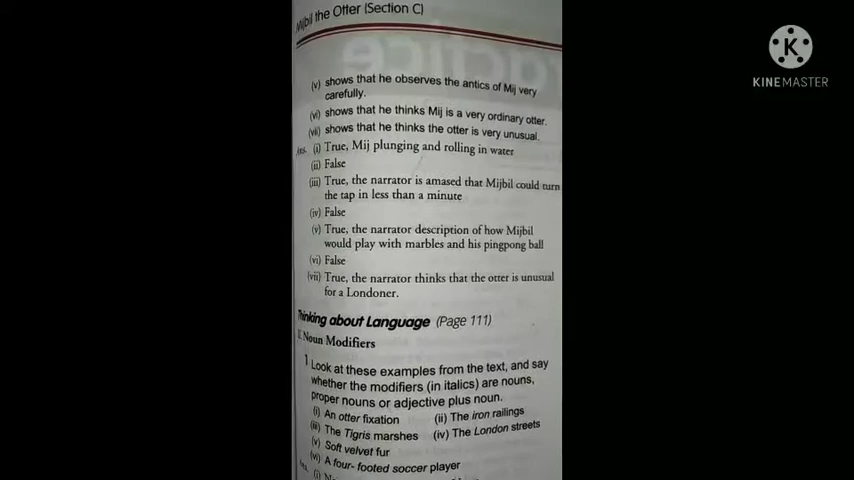 Mijbil the Otter (Section C)
(v) shows that he observes the antics of Mij very
carefully.
(vi) shows that he thinks Mij is a very ordinary otter.
(vii) shows that he thinks the otter is very unusual.
Ans. (i) True, Mij plunging and rolling in water
(ii) False
(iii) True, the narrator is amased that Mijbil could turn
the tap in less than a minute
(iv) False
(v) True, the narrator description of how Mijbil
would play with marbles and his pingpong ball
(vi) False
(vii) True, the narrator thinks that the otter is unusual
for a Londoner.
Thinking about Language (Page 111)
Noun Modifiers
1 Look at these examples from the text, and say
whether the modifiers (in italics) are nouns,
proper nouns or adjective plus noun.
(i) An otter fixation (ii) The iron railings
(iii) The Tigris marshes (iv) The London streets
(v) Soft velvet fur
(vi) A four- footed soccer player
Ans. (i)
KINEMASTER